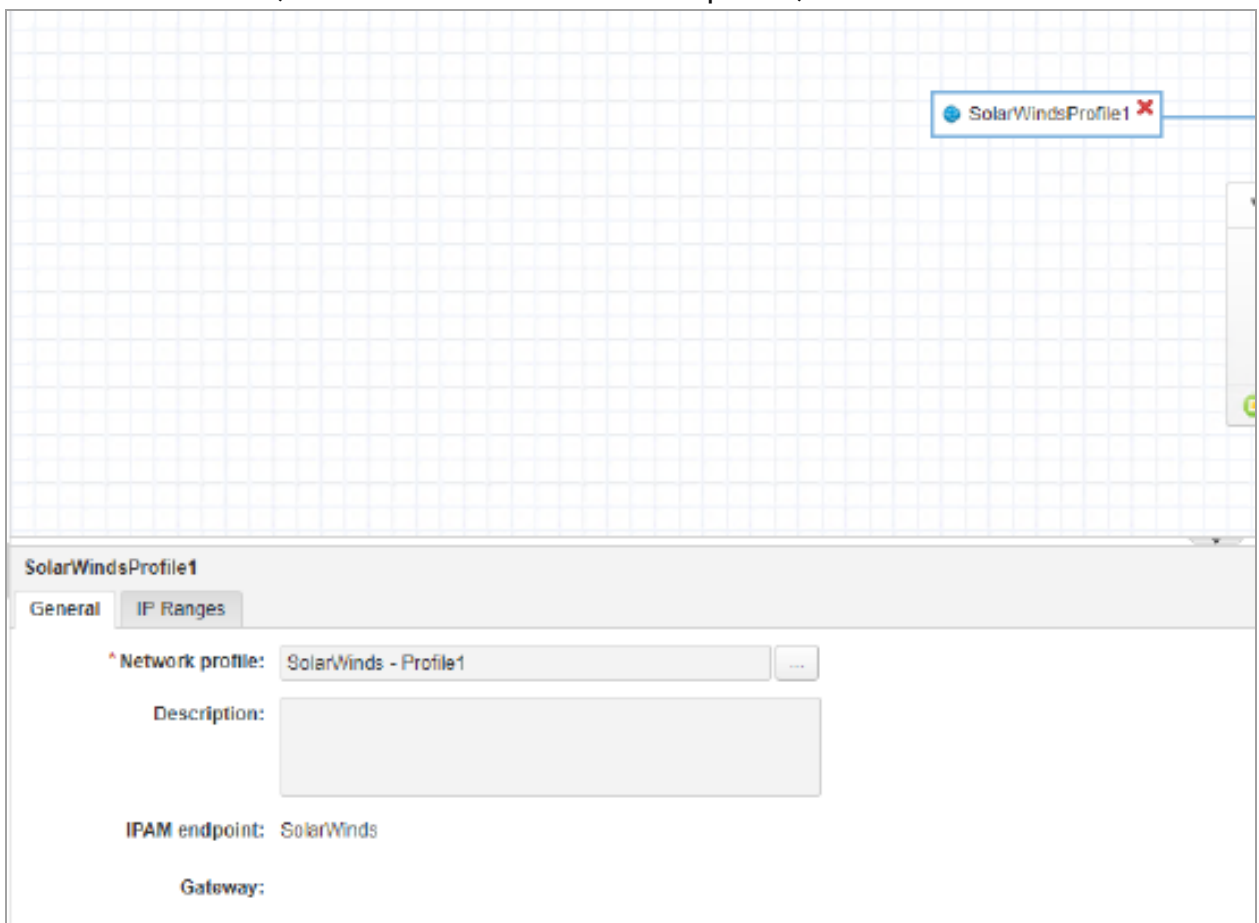 SolarWindsProfile1
SolarWindsProfile1
General IP Ranges
*Network profile: SolarWinds - Profile1 ...
Description:
IPAM endpoint: SolarWinds
Gateway: